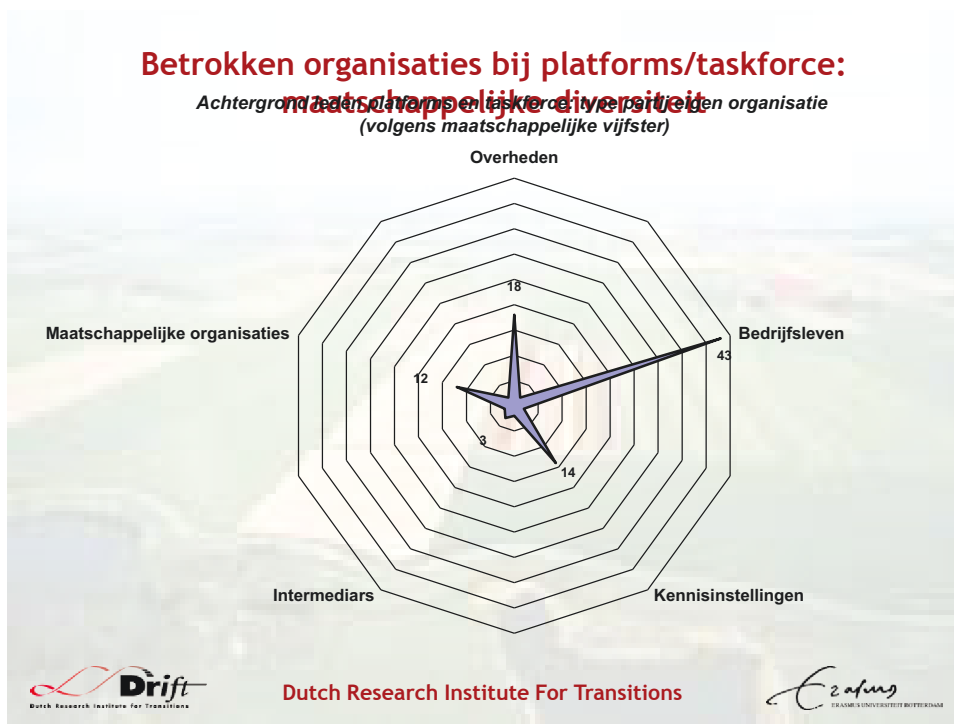 Betrokken organisaties bij platforms/taskforce:
maatschappelijke diversiteit
Achtergrond leden platforms en taskforce: type partij eigen organisatie
(volgens maatschappelijke vijfster)
Overheden
18
Maatschappelijke organisaties
Bedrijfsleven
43
12
3
14
Intermediars
Kennisinstellingen
Drift
Dutch Research Institute for Transitions
Dutch Research Institute For Transitions
Erasmus
ERASMUS UNIVERSITEIT ROTTERDAM